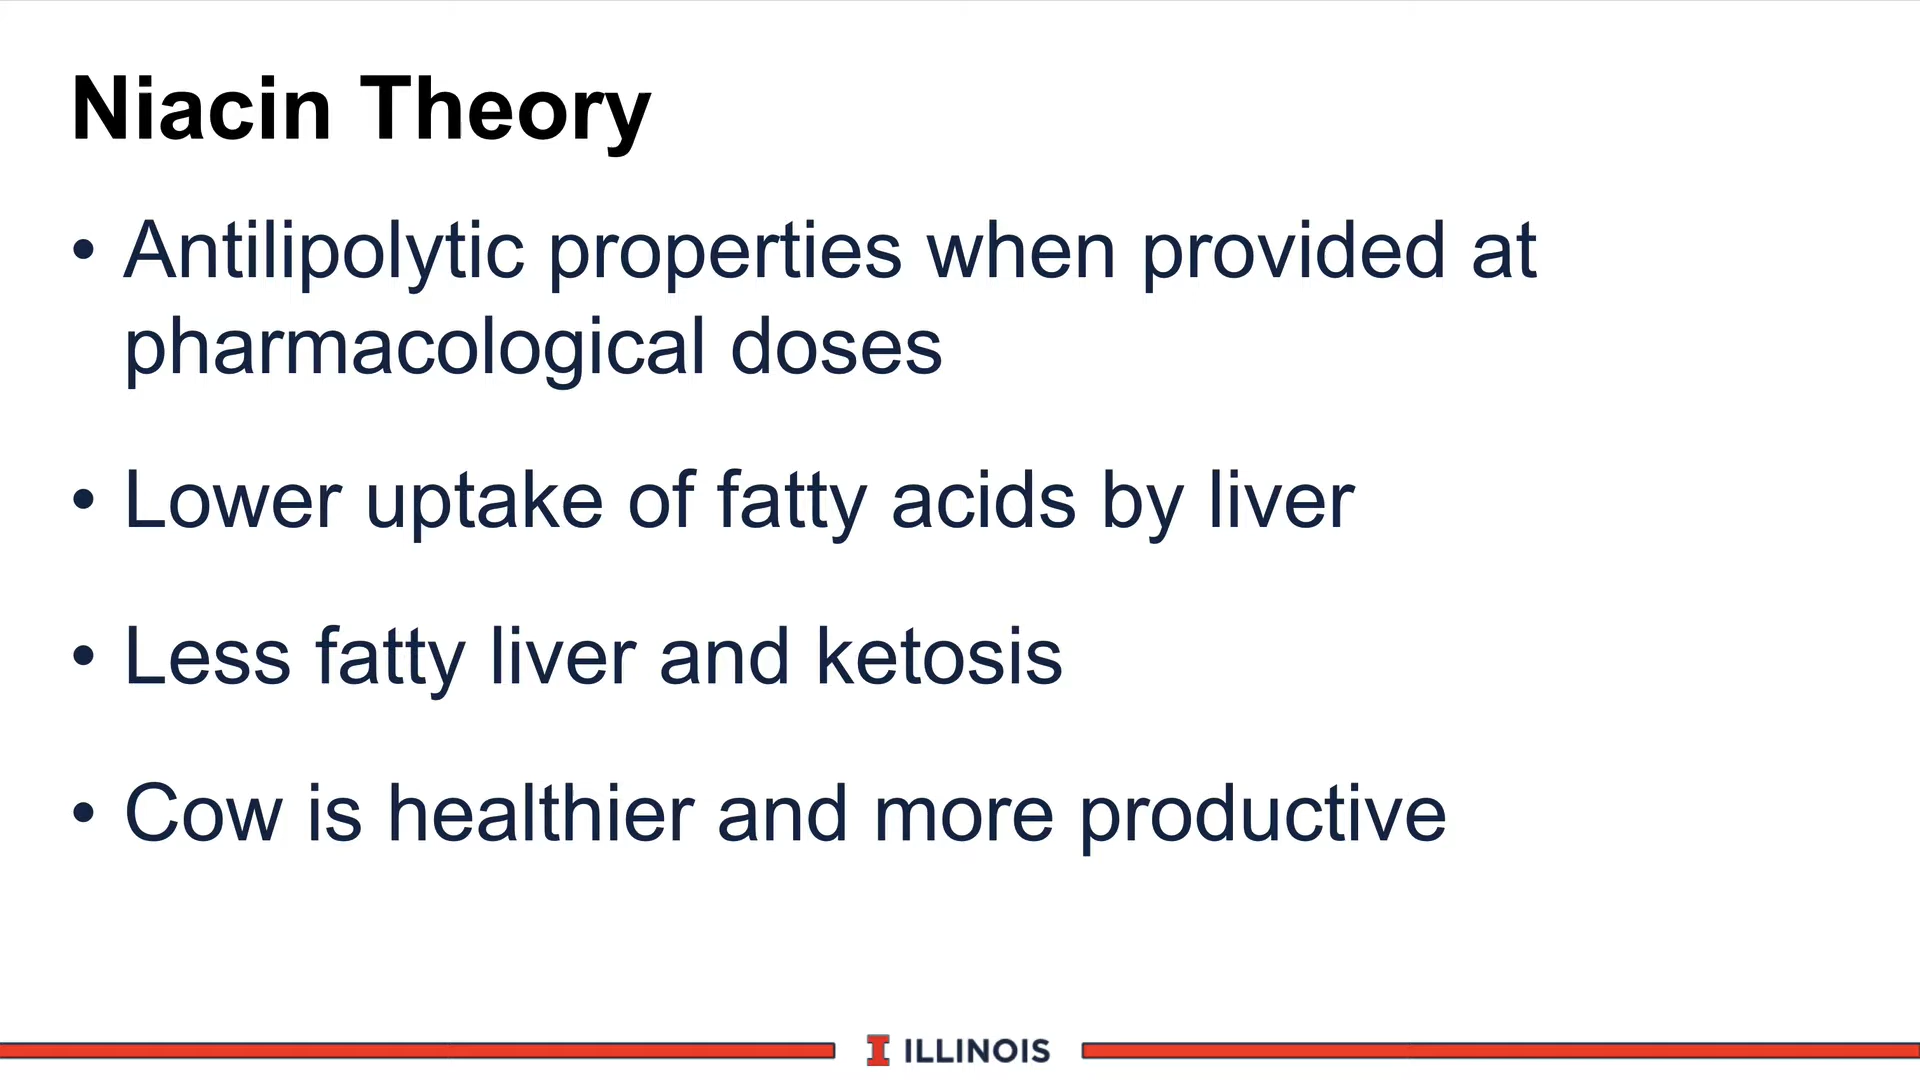 Niacin Theory
• Antilipolytic properties when provided at
pharmacological doses
• Lower uptake of fatty acids by liver
• Less fatty liver and ketosis
• Cow is healthier and more productive
I ILLINOIS